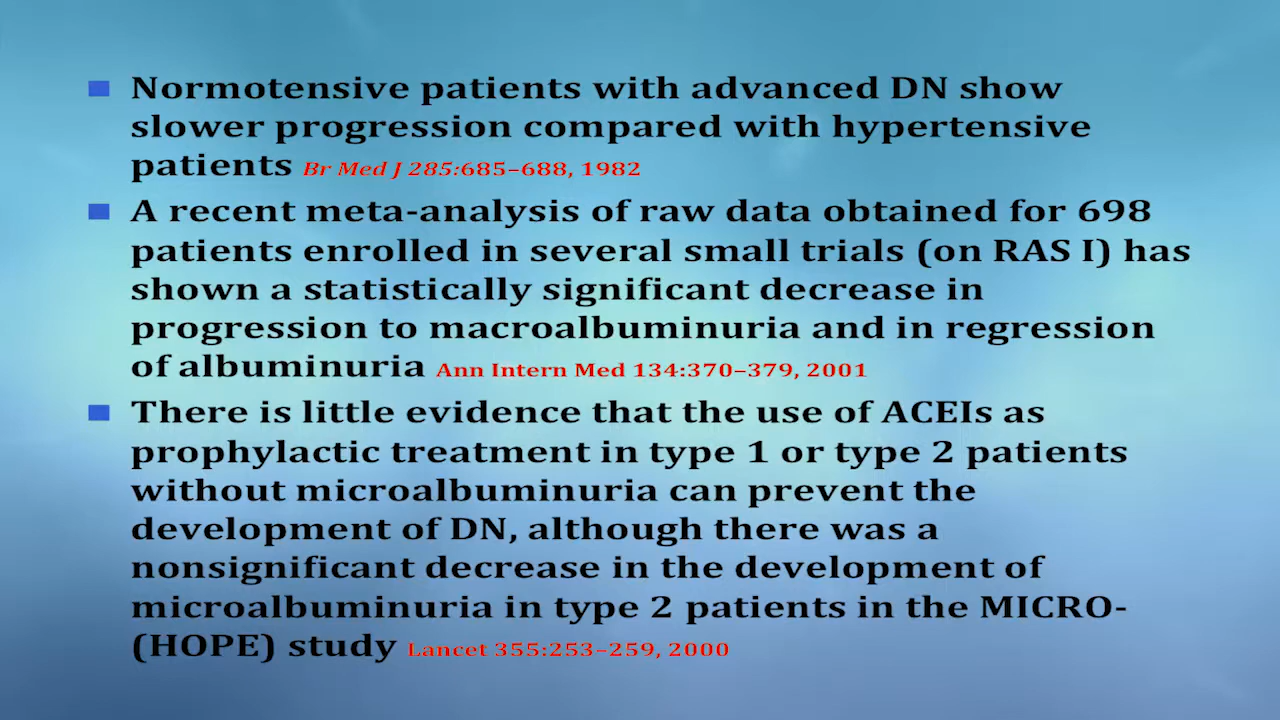 Normotensive patients with advanced DN show
slower progression compared with hypertensive
patients Br Med J 285:685–688, 1982
A recent meta-analysis of raw data obtained for 698
patients enrolled in several small trials (on RAS I) has
shown a statistically significant decrease in
progression to macroalbuminuria and in regression
of albuminuria Ann Intern Med 134:370–379, 2001
There is little evidence that the use of ACEIs as
prophylactic treatment in type 1 or type 2 patients
without microalbuminuria can prevent the
development of DN, although there was a
nonsignificant decrease in the development of
microalbuminuria in type 2 patients in the MICRO-
(HOPE) study Lancet 355:253–259, 2000